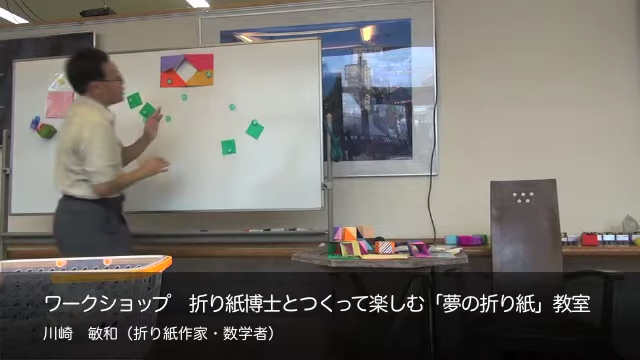 ワークショップ 折り紙博士とつくって楽しむ「夢の折り紙」教室
川崎 敏和（折り紙作家・数学者）